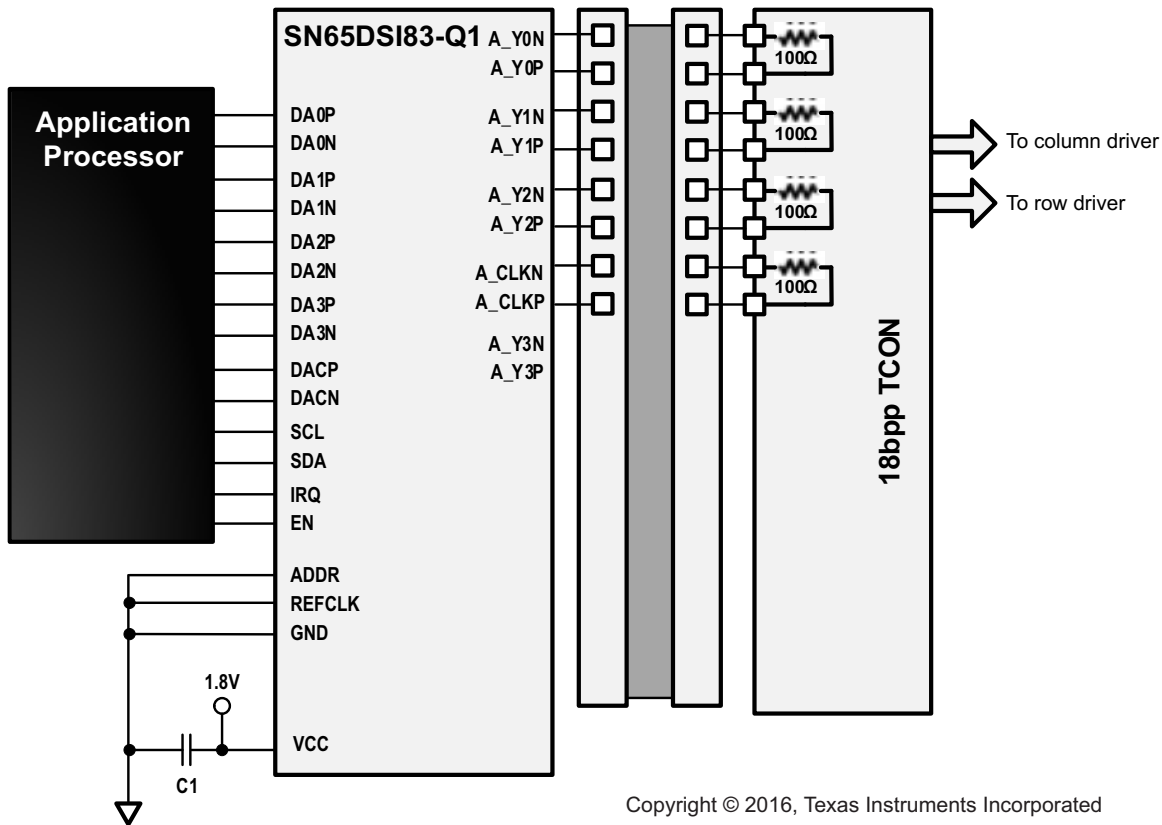 SN65DSI83-Q1
Application
Processor
DA0P
DA0N
DA1P
DA1N
DA2P
DA2N
DA3P
DA3N
DACP
DACN
SCL
SDA
IRQ
EN
ADDR
REFCLK
GND
VCC
1.8V
C1
A_Y0N
A_Y0P
A_Y1N
A_Y1P
A_Y2N
A_Y2P
A_CLKN
A_CLKP
A_Y3N
A_Y3P
100Ω
100Ω
100Ω
100Ω
18bpp TCON
To column driver
To row driver
Copyright © 2016, Texas Instruments Incorporated